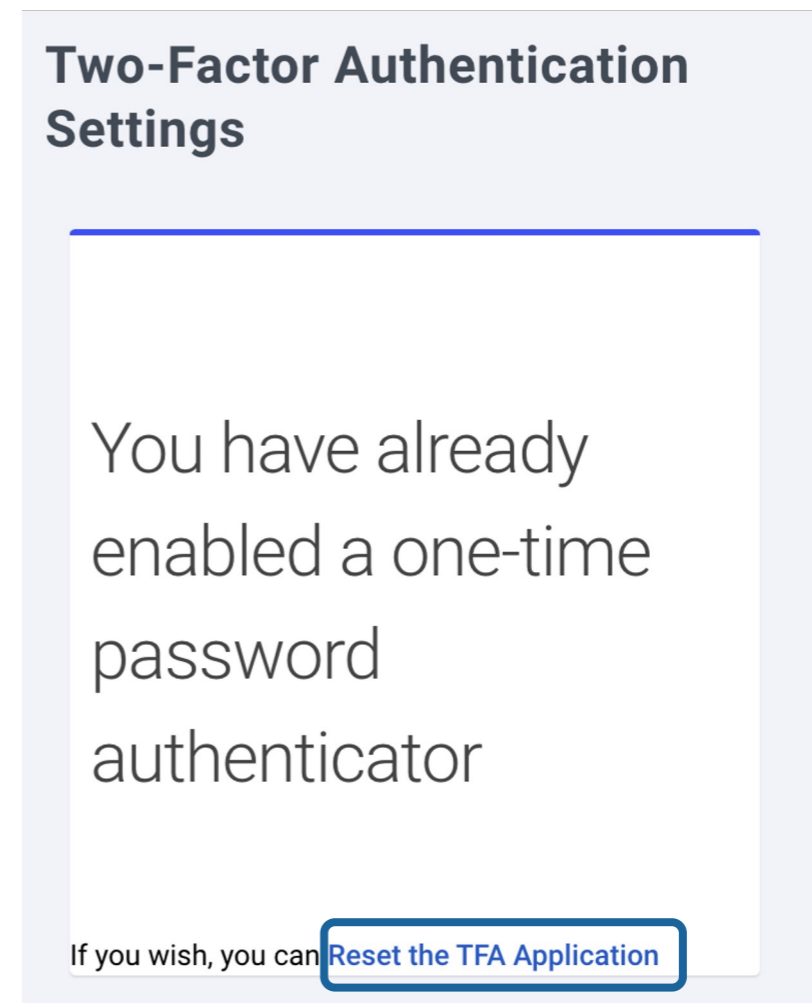 Two-Factor Authentication
Settings
You have already
enabled a one-time
password
authenticator
If you wish, you can Reset the TFA Application